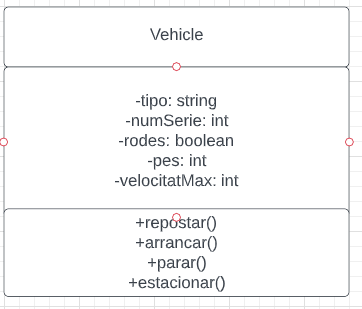 Vehicle
-tipo: string
-numSerie: int
-rodes: boolean
-pes: int
-velocitatMax: int
+repostar()
+arrancar()
+parar()
+estacionar()